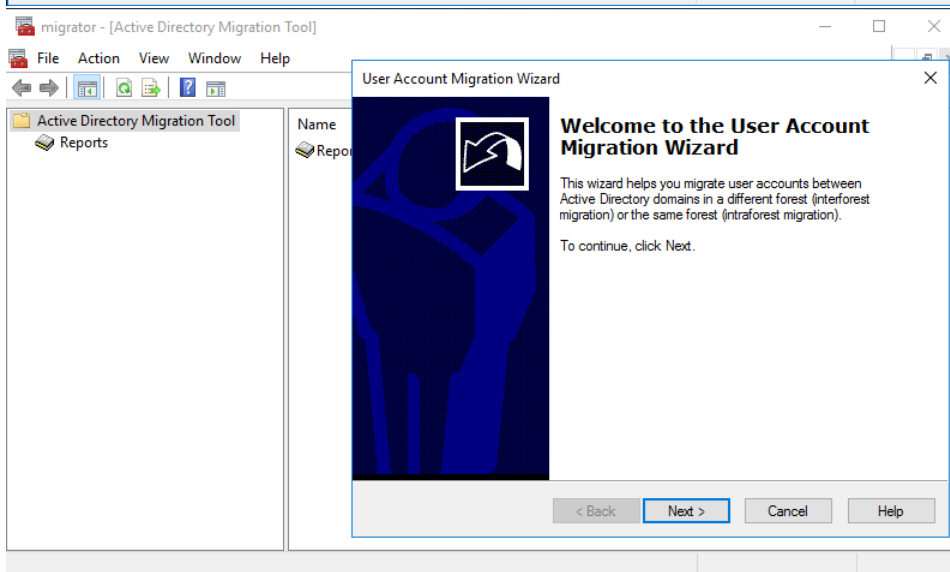 migrator - [Active Directory Migration Tool]
File Action View Window Help
User Account Migration Wizard
Active Directory Migration Tool
Reports
Name
Repor
Welcome to the User Account
Migration Wizard
This wizard helps you migrate user accounts between
Active Directory domains in a different forest (interforest
migration) or the same forest (intraforest migration).
To continue, click Next.
< Back Next > Cancel Help